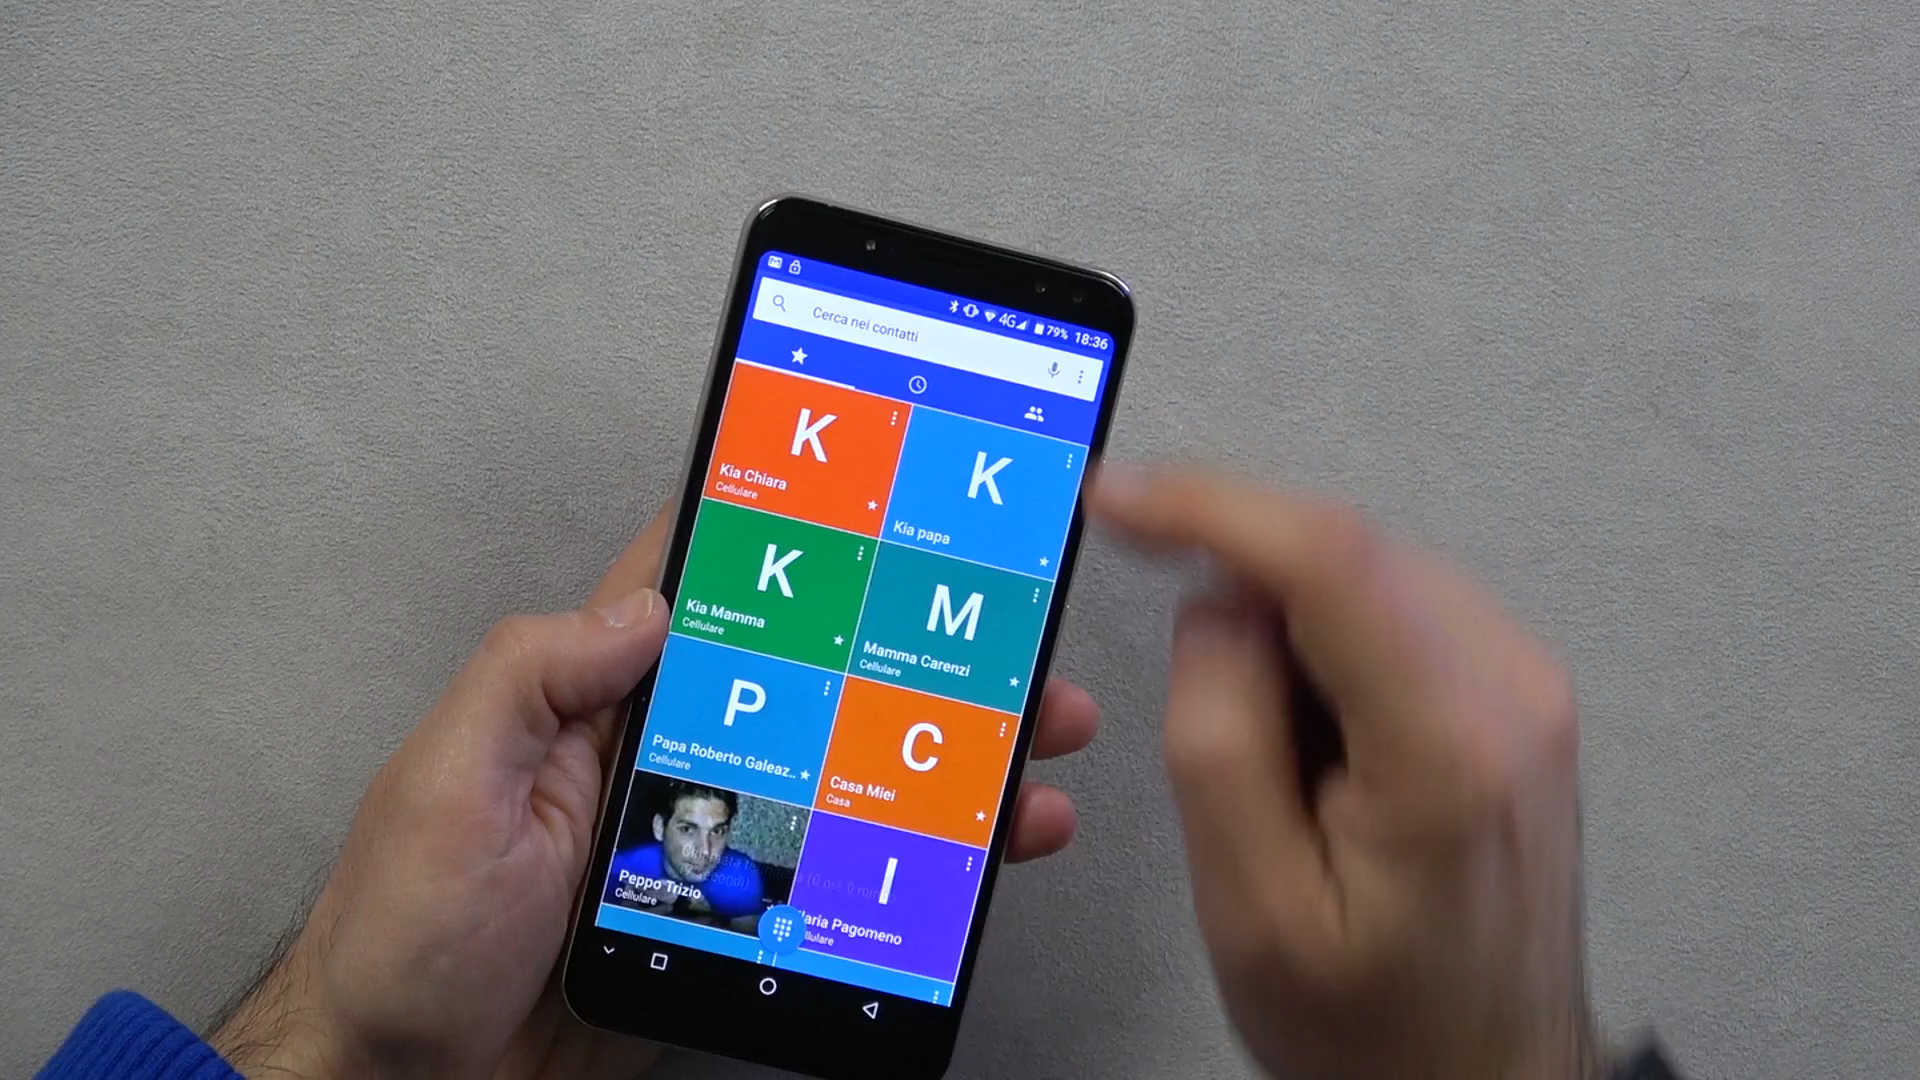 4G 79% 18:36
Cerca nei contatti
K
Kia Chiara
Cellulare
K
Kia papa
K
Kia Mamma
Cellulare
M
Mamma Carenzi
Cellulare
P
Papa Roberto Galeaz..
Cellulare
C
Casa Miei
Casa
Peppo Trizio
Cellulare
I
Pagomeno